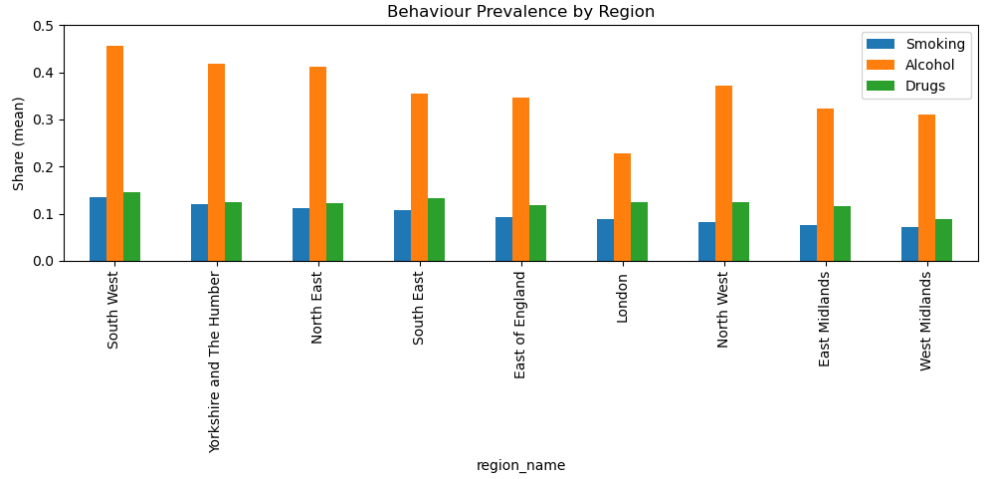 Behaviour Prevalence by Region
Share (mean)
0.5
0.4
0.3
0.2
0.1
0.0
Smoking
Alcohol
Drugs
South West
Yorkshire and The Humber
North East
South East
East of England
London
North West
East Midlands
West Midlands
region_name